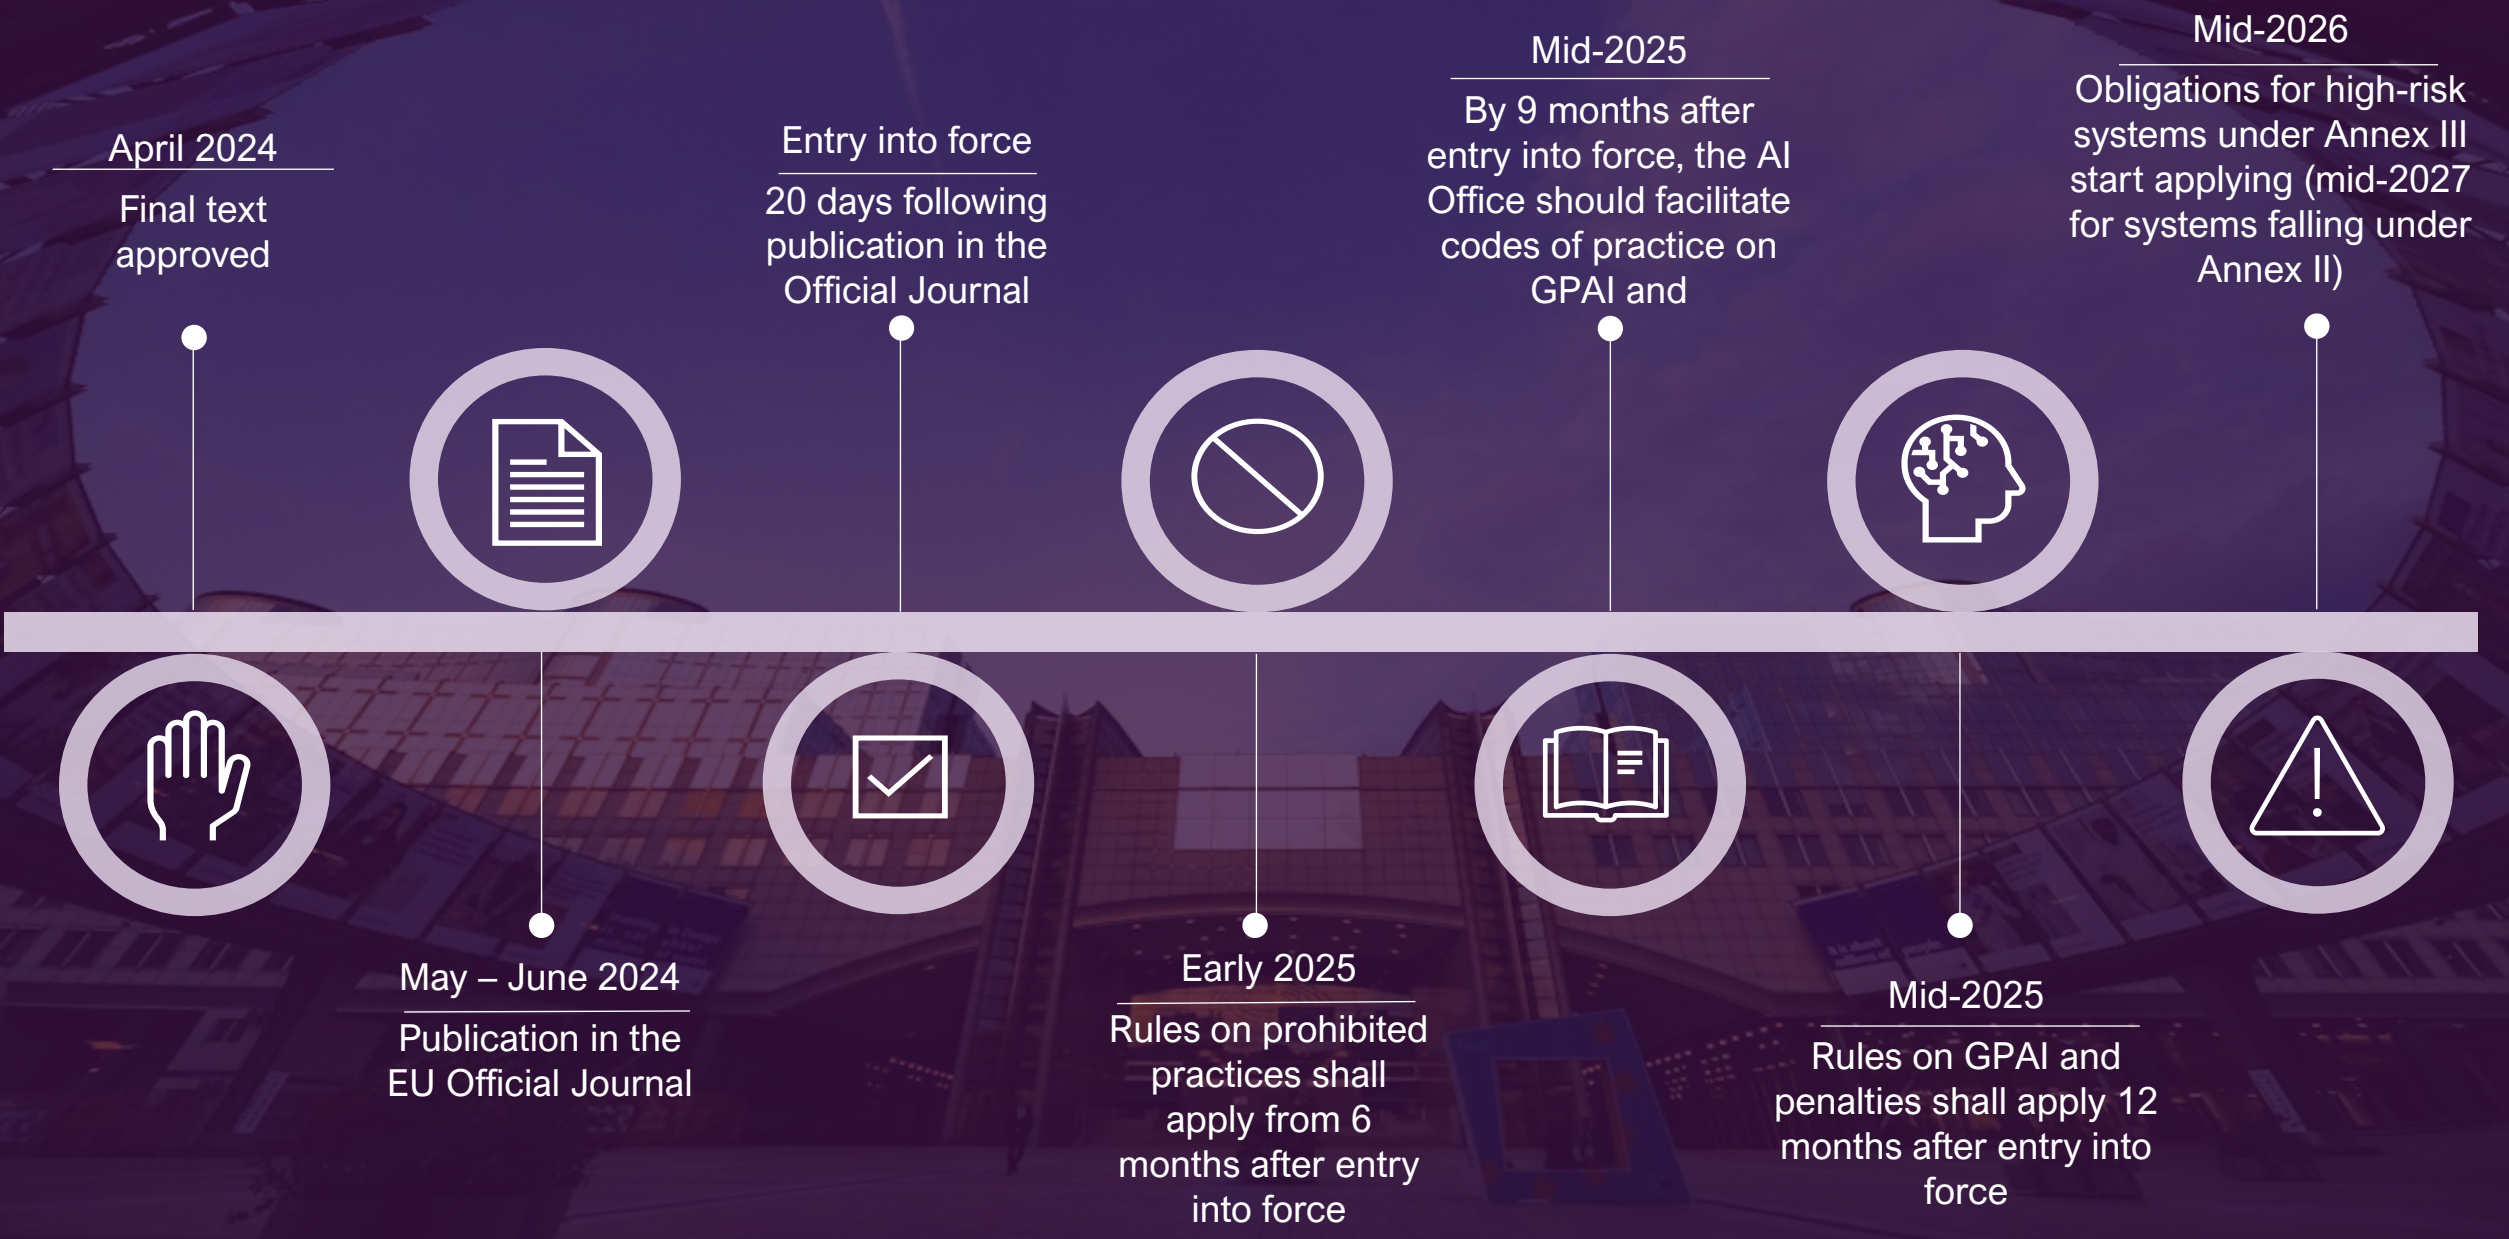 April 2024
Final text
approved
May – June 2024
Publication in the
EU Official Journal
Entry into force
20 days following
publication in the
Official Journal
Early 2025
Rules on prohibited
practices shall
apply from 6
months after entry
into force
Mid-2025
By 9 months after
entry into force, the AI
Office should facilitate
codes of practice on
GPAI and
Mid-2025
Rules on GPAI and
penalties shall apply 12
months after entry into
force
Mid-2026
Obligations for high-risk
systems under Annex III
start applying (mid-2027
for systems falling under
Annex II)